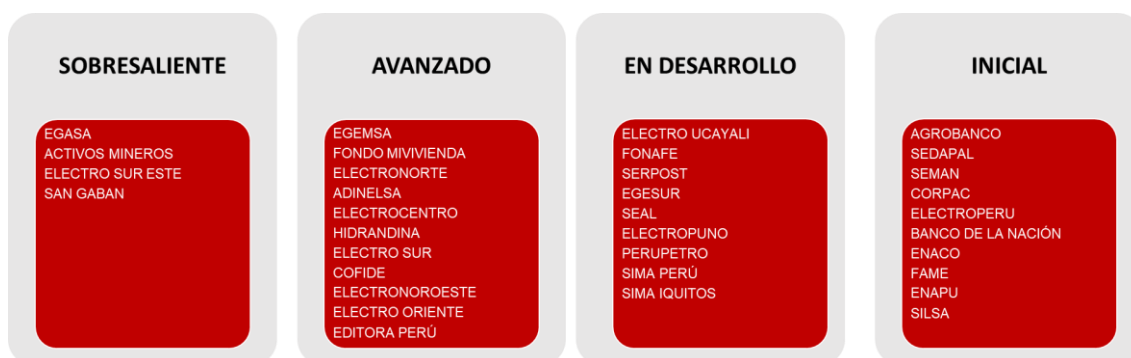 SOBRESALIENTE
EGASA
ACTIVOS MINEROS
ELECTRO SUR ESTE
SAN GABAN
AVANZADO
EGEMSA
FONDO MIVIVIENDA
ELECTRONORTE
ADINELSA
ELECTROCENTRO
HIDRANDINA
ELECTRO SUR
COFIDE
ELECTRONOROESTE
ELECTRO ORIENTE
EDITORA PERÚ
EN DESARROLLO
ELECTRO UCAYALI
FONAFE
SERPOST
EGESUR
SEAL
ELECTROPUNO
PERUPETRO
SIMA PERÚ
SIMA IQUITOS
INICIAL
AGROBANCO
SEDAPAL
SEMAN
CORPAC
ELECTROPERU
BANCO DE LA NACIÓN
ENACO
FAME
ENAPU
SILSA